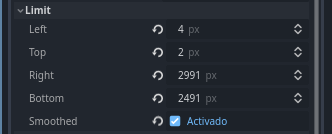 Limit
Left 4 px
Top 2 px
Right 2991 px
Bottom 2491 px
Smoothed Activado